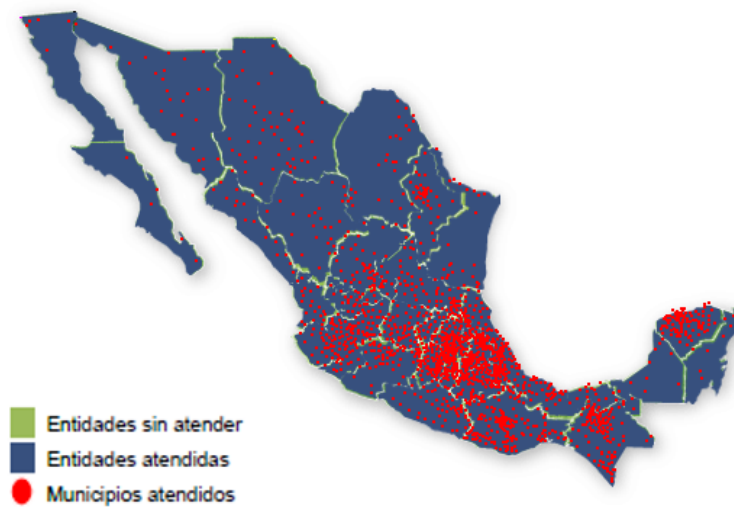 Entidades sin atender
Entidades atendidas
Municipios atendidos